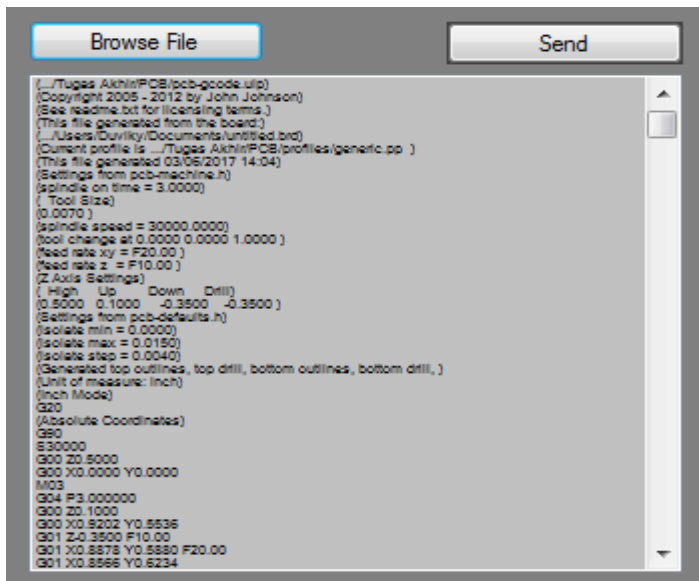 Browse File
Send
(.../Tugas Akhir/PCB/pcb-gcode.ulp)
(Copyright 2005 - 2012 by John Johnson)
(See readme.txt for licensing terms.)
(This file generated from the board:)
(.../Users/Duvilky/Documents/untitled.brd)
(Current profile is .../Tugas Akhir/PCB/profiles/generic.pp )
(This file generated 03/06/2017 14:04)
(Settings from pcb-machine.h)
(spindle on time = 3.0000)
( Tool Size)
(0.0070 )
(spindle speed = 30000.0000)
(tool change at 0.0000 0.0000 1.0000 )
(feed rate xy = F20.00 )
(feed rate z = F10.00 )
(Z Axis Settings)
( High Up Down Drill)
(0.5000 0.1000 -0.3500 -0.3500 )
(Settings from pcb-defaults.h)
(isolate min = 0.0000)
(isolate max = 0.0150)
(isolate step = 0.0040)
(Generated top outlines, top drill, bottom outlines, bottom drill, )
(Unit of measure: inch)
(Inch Mode)
G20
(Absolute Coordinates)
G90
S30000
G00 Z0.5000
G00 X0.0000 Y0.0000
M03
G04 P3.000000
G00 Z0.1000
G00 X0.9202 Y0.5536
G01 Z-0.3500 F10.00
G01 X0.8878 Y0.5880 F20.00
G01 X0.8566 Y0.6234